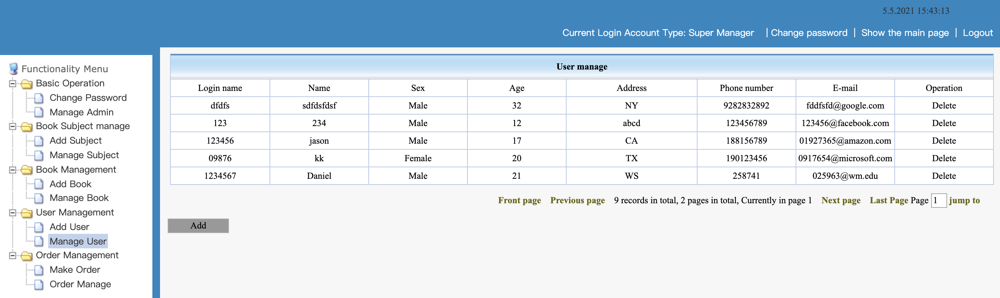 5.5.2021 15:43:13
Current Login Account Type: Super Manager | Change password | Show the main page | Logout
Functionality Menu
Basic Operation
Change Password
Manage Admin
Book Subject manage
Add Subject
Manage Subject
Book Management
Add Book
Manage Book
User Management
Add User
Manage User
Order Management
Make Order
Order Manage
User manage
Login name Name Sex Age Address Phone number E-mail Operation
dfdfs sdfdsfdsf Male 32 NY 9282832892 fddfsfd@google.com Delete
123 234 Male 12 abcd 123456789 123456@facebook.com Delete
123456 jason Male 17 CA 188156789 01927365@amazon.com Delete
09876 kk Female 20 TX 190123456 0917654@microsoft.com Delete
1234567 Daniel Male 21 WS 258741 025963@wm.edu Delete
Front page Previous page 9 records in total, 2 pages in total, Currently in page 1 Next page Last Page Page 1 jump to
Add